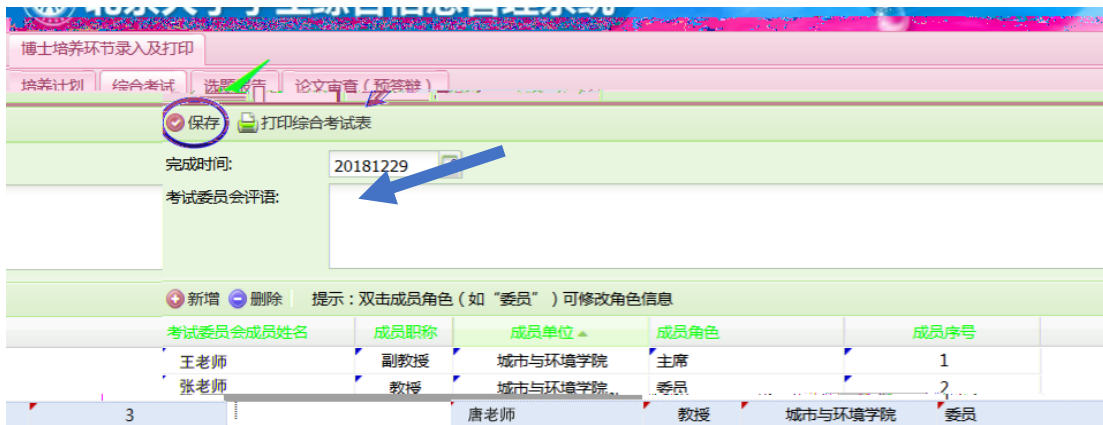 博士培养环节录入及打印
培养计划 综合考试 选题报告 论文审查（预答辩）
保存 打印综合考试表
完成时间: 20181229
考试委员会评语:
新增 删除 提示：双击成员角色（如“委员”）可修改角色信息
考试委员会成员姓名 成员职称 成员单位 成员角色 成员序号
王老师 副教授 城市与环境学院 主席 1
张老师 教授 城市与环境学院 委员 2
3 唐老师 教授 城市与环境学院 委员